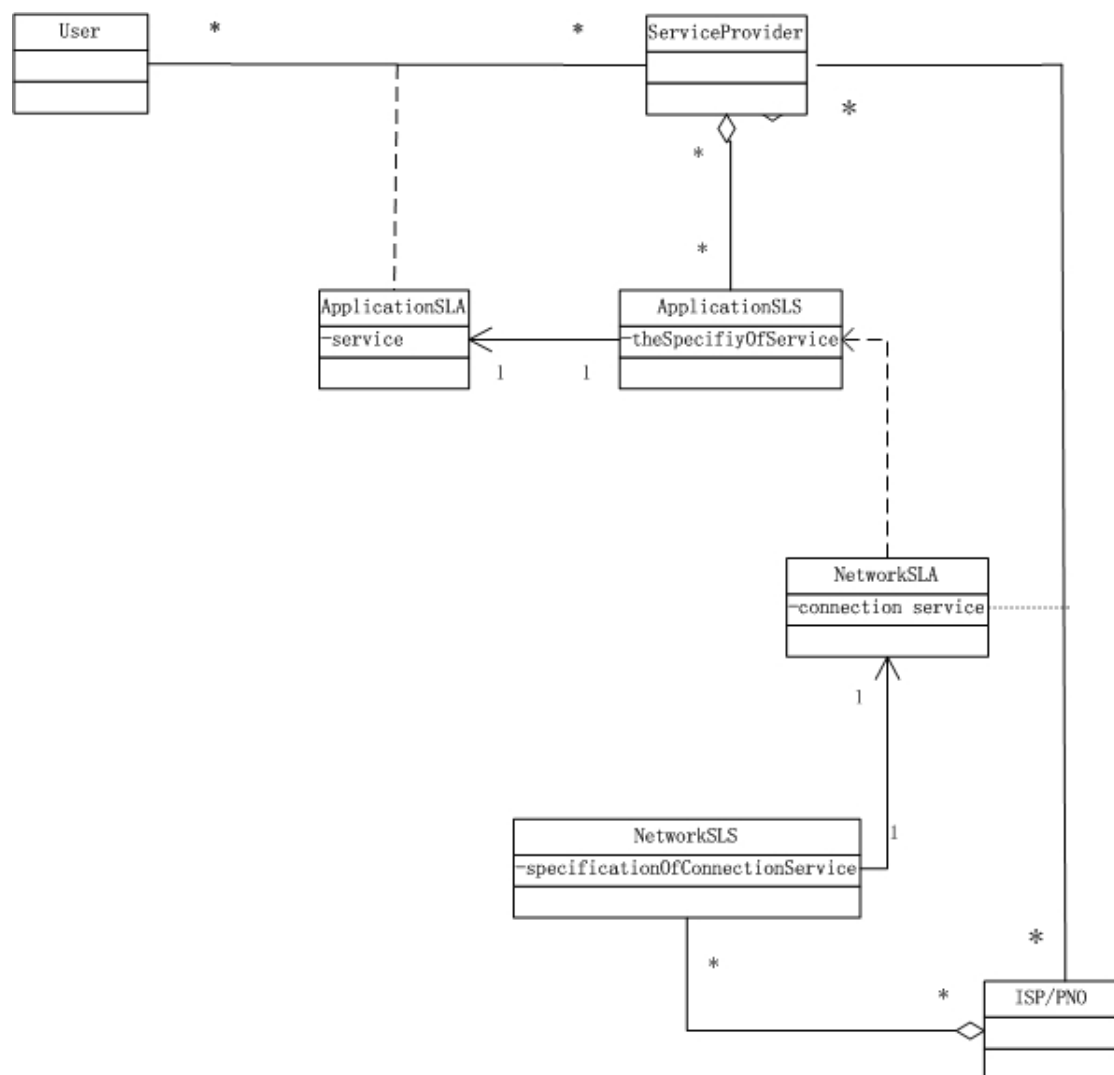 User
*
*
ServiceProvider
*
*
*
ApplicationSLA
-service
ApplicationSLS
-theSpecifiyOfService
1
1
NetworkSLA
-connection service
1
NetworkSLS
-specificationOfConnectionService
1
*
*
*
ISP/PNO